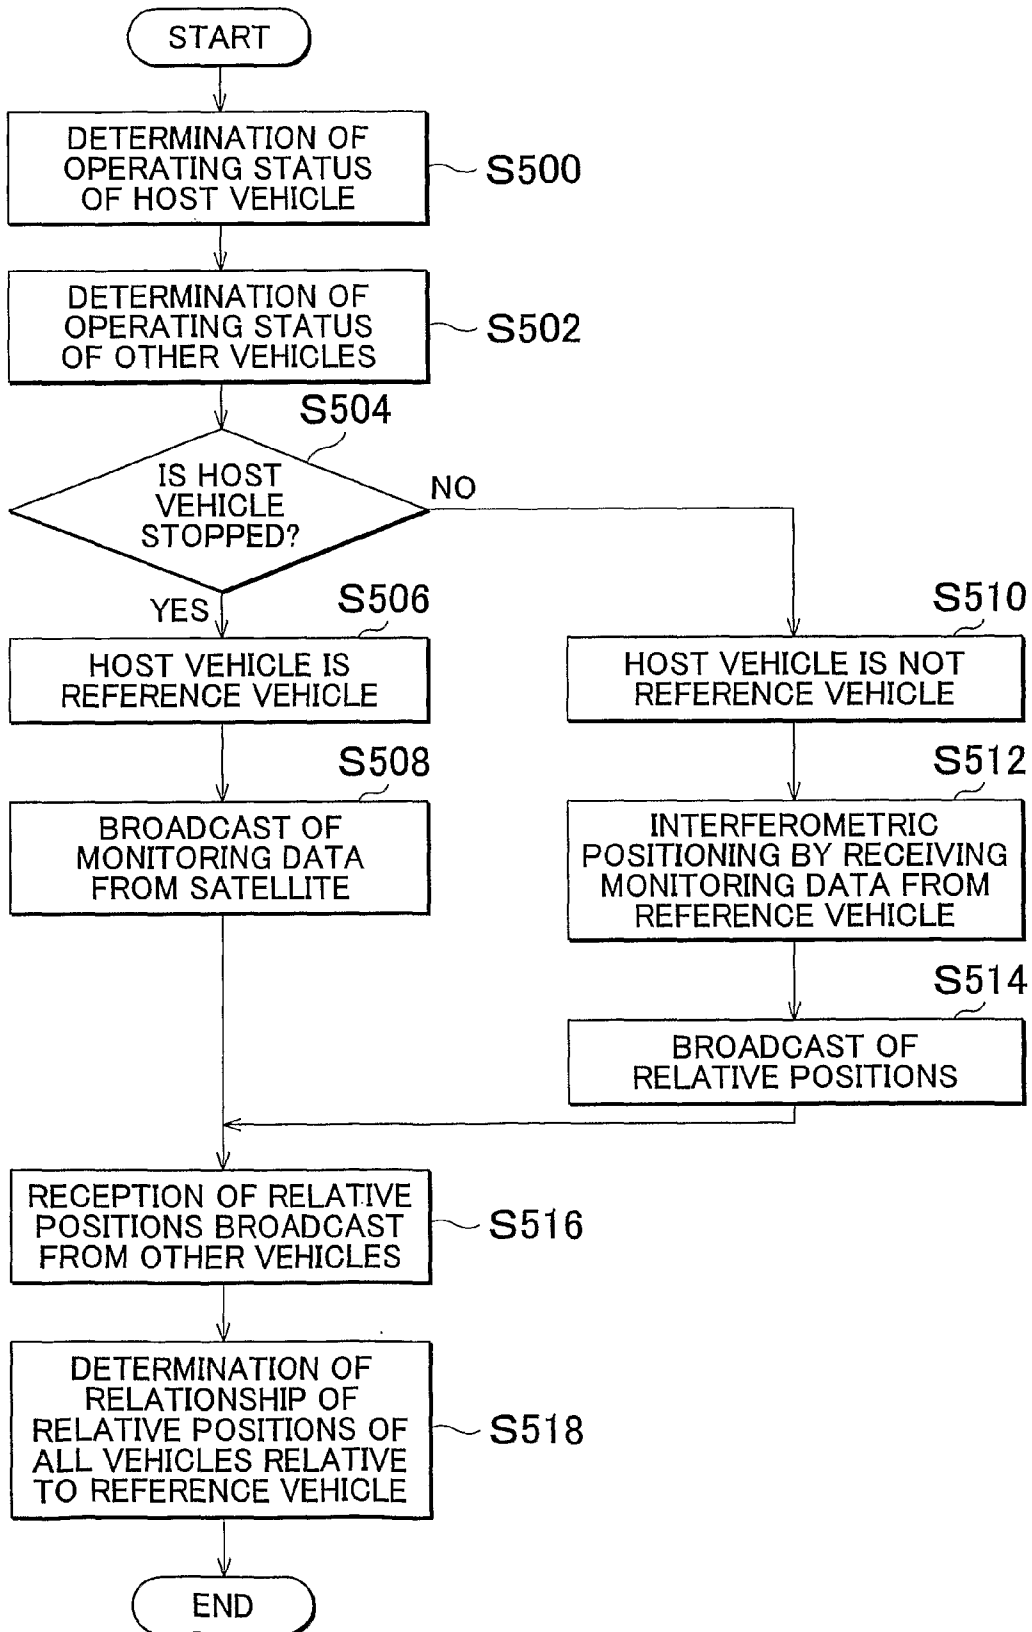 START
DETERMINATION OF
OPERATING STATUS
OF HOST VEHICLE
S500
DETERMINATION OF
OPERATING STATUS
OF OTHER VEHICLES
S502
S504
IS HOST
VEHICLE
STOPPED?
NO
YES
S506
HOST VEHICLE IS
REFERENCE VEHICLE
S508
BROADCAST OF
MONITORING DATA
FROM SATELLITE
S510
HOST VEHICLE IS NOT
REFERENCE VEHICLE
S512
INTERFEROMETRIC
POSITIONING BY RECEIVING
MONITORING DATA FROM
REFERENCE VEHICLE
S514
BROADCAST OF
RELATIVE POSITIONS
RECEPTION OF RELATIVE
POSITIONS BROADCAST
FROM OTHER VEHICLES
S516
DETERMINATION OF
RELATIONSHIP OF
RELATIVE POSITIONS OF
ALL VEHICLES RELATIVE
TO REFERENCE VEHICLE
S518
END